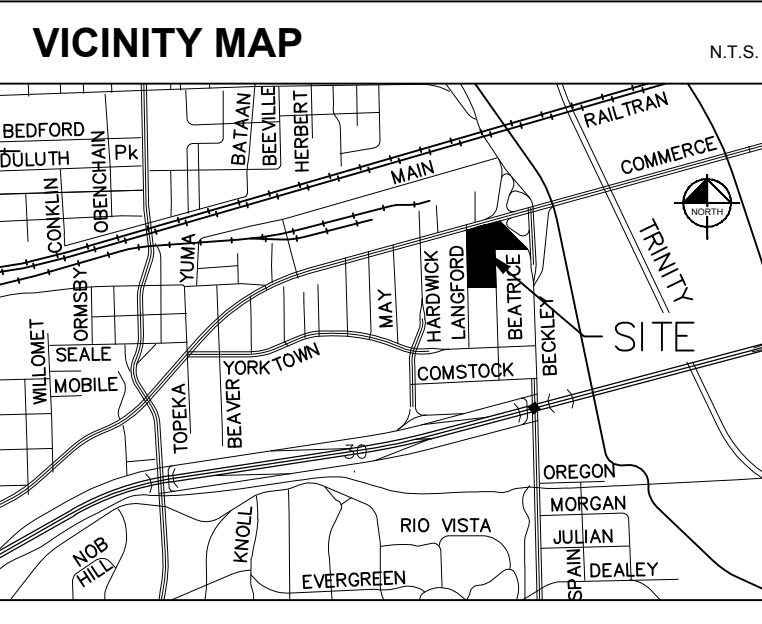 VICINITY MAP
N.T.S.
BEDFORD
DULUTH
Pk
OBENCHAIN
CONKLIN
BATAAN
BEEVILLE
HERBERT
MAIN
RAILTRAN
COMMERCE
NORTH
TRINITY
YUMA
ORMSBY
MAY
HARDWICK
LANGFORD
BEATRICE
BECKLEY
SITE
WILLOMET
SEALE
MOBILE
YORKTOWN
COMSTOCK
TOPEKA
BEAVER
30
OREGON
MORGAN
JULIAN
SPAIN
DEALEY
RIO VISTA
KNOLL
NOB
HILL
EVERGREEN